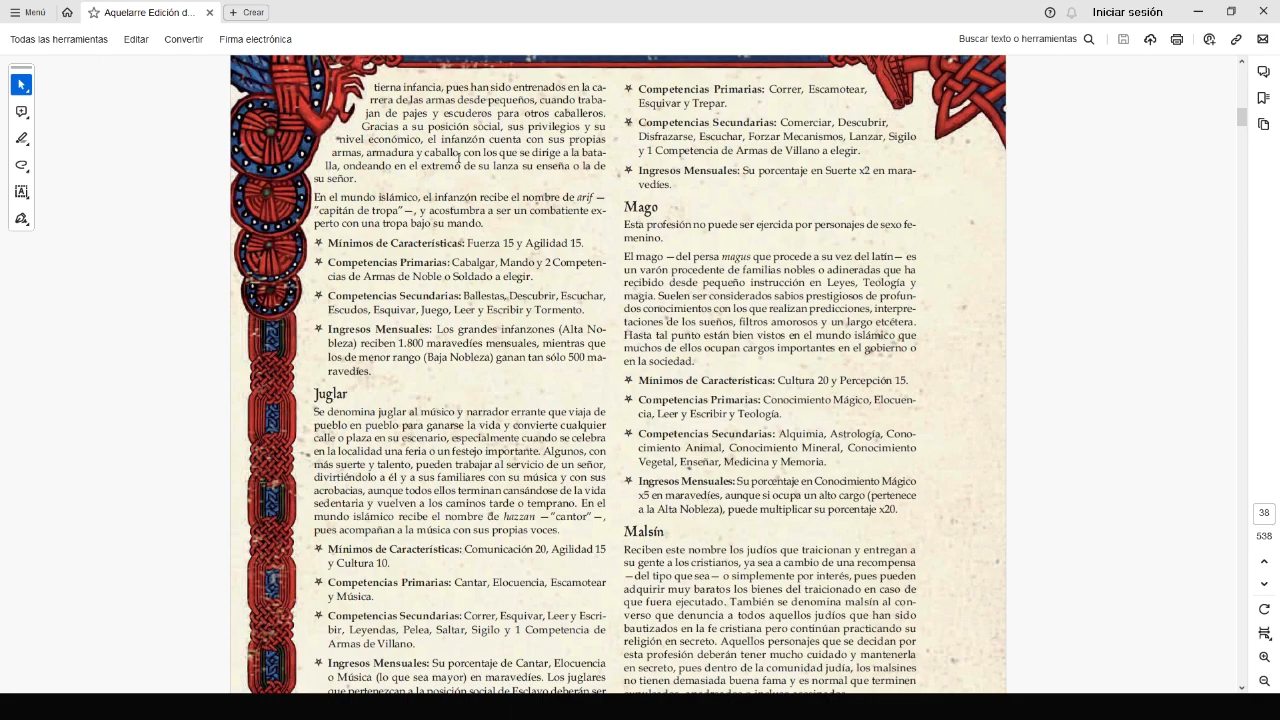 Menú
Aquelarre Edición d...
Crear
Iniciar sesión
Todas las herramientas
Editar
Convertir
Firma electrónica
Buscar texto o herramientas
tierna infancia, pues han sido entrenados en la ca-
rrera de las armas desde pequeños, cuando traba-
jan de pajes y escuderos para otros caballeros.
Gracias a su posición social, sus privilegios y su
nivel económico, el infanzón cuenta con sus propias
armas, armadura y caballo con los que se dirige a la bata-
lla, ondeando en el extremo de su lanza su enseña o la de
su señor.
En el mundo islámico, el infanzón recibe el nombre de arif —
"capitán de tropa"—, y acostumbra a ser un combatiente ex-
perto con una tropa bajo su mando.
Mínimos de Características: Fuerza 15 y Agilidad 15.
Competencias Primarias: Cabalgar, Mando y 2 Competen-
cias de Armas de Noble o Soldado a elegir.
Competencias Secundarias: Ballestas, Descubrir, Escuchar,
Escudos, Esquivar, Juego, Leer y Escribir y Tormento.
Ingresos Mensuales: Los grandes infanzones (Alta No-
bleza) reciben 1.800 maravedíes mensuales, mientras que
los de menor rango (Baja Nobleza) ganan tan sólo 500 ma-
ravedíes.
Juglar
Se denomina juglar al músico y narrador errante que viaja de
pueblo en pueblo para ganarse la vida y convierte cualquier
calle o plaza en su escenario, especialmente cuando se celebra
en la localidad una feria o un festejo importante. Algunos, con
más suerte y talento, pueden trabajar al servicio de un señor,
divirtiéndolo a él y a sus familiares con su música y con sus
acrobacias, aunque todos ellos terminan cansándose de la vida
sedentaria y vuelven a los caminos tarde o temprano. En el
mundo islámico recibe el nombre de hazzan —"cantor"—,
pues acompañan a la música con sus propias voces.
Mínimos de Características: Comunicación 20, Agilidad 15
y Cultura 10.
Competencias Primarias: Cantar, Elocuencia, Escamotear
y Música.
Competencias Secundarias: Correr, Esquivar, Leer y Escri-
bir, Leyendas, Pelea, Saltar, Sigilo y 1 Competencia de
Armas de Villano.
Ingresos Mensuales: Su porcentaje de Cantar, Elocuencia
o Música (lo que sea mayor) en maravedíes. Los juglares
que pertenezcan a la posición social de Esclavo deberán ser
Competencias Primarias: Correr, Escamotear,
Esquivar y Trepar.
Competencias Secundarias: Comerciar, Descubrir,
Disfrazarse, Escuchar, Forzar Mecanismos, Lanzar, Sigilo
y 1 Competencia de Armas de Villano a elegir.
Ingresos Mensuales: Su porcentaje en Suerte x2 en mara-
vedíes.
Mago
Esta profesión no puede ser ejercida por personajes de sexo fe-
menino.
El mago —del persa magus que procede a su vez del latín— es
un varón procedente de familias nobles o adineradas que ha
recibido desde pequeño instrucción en Leyes, Teología y
magia. Suelen ser considerados sabios prestigiosos de profun-
dos conocimientos con los que realizan predicciones, interpre-
taciones de los sueños, filtros amorosos y un largo etcétera.
Hasta tal punto están bien vistos en el mundo islámico que
muchos de ellos ocupan cargos importantes en el gobierno o
en la sociedad.
Mínimos de Características: Cultura 20 y Percepción 15.
Competencias Primarias: Conocimiento Mágico, Elocuen-
cia, Leer y Escribir y Teología.
Competencias Secundarias: Alquimia, Astrología, Cono-
cimiento Animal, Conocimiento Mineral, Conocimiento
Vegetal, Enseñar, Medicina y Memoria.
Ingresos Mensuales: Su porcentaje en Conocimiento Mágico
x5 en maravedíes, aunque si ocupa un alto cargo (pertenece
a la Alta Nobleza), puede multiplicar su porcentaje x20.
Malsín
Reciben este nombre los judíos que traicionan y entregan a
su gente a los cristianos, ya sea a cambio de una recompensa
—del tipo que sea— o simplemente por interés, pues pueden
adquirir muy baratos los bienes del traicionado en caso de
que fuera ejecutado. También se denomina malsín al con-
verso que denuncia a todos aquellos judíos que han sido
bautizados en la fe cristiana pero continúan practicando su
religión en secreto. Aquellos personajes que se decidan por
esta profesión deberán tener mucho cuidado y mantenerla
en secreto, pues dentro de la comunidad judía, los malsines
no tienen demasiada buena fama y es normal que terminen
38
538